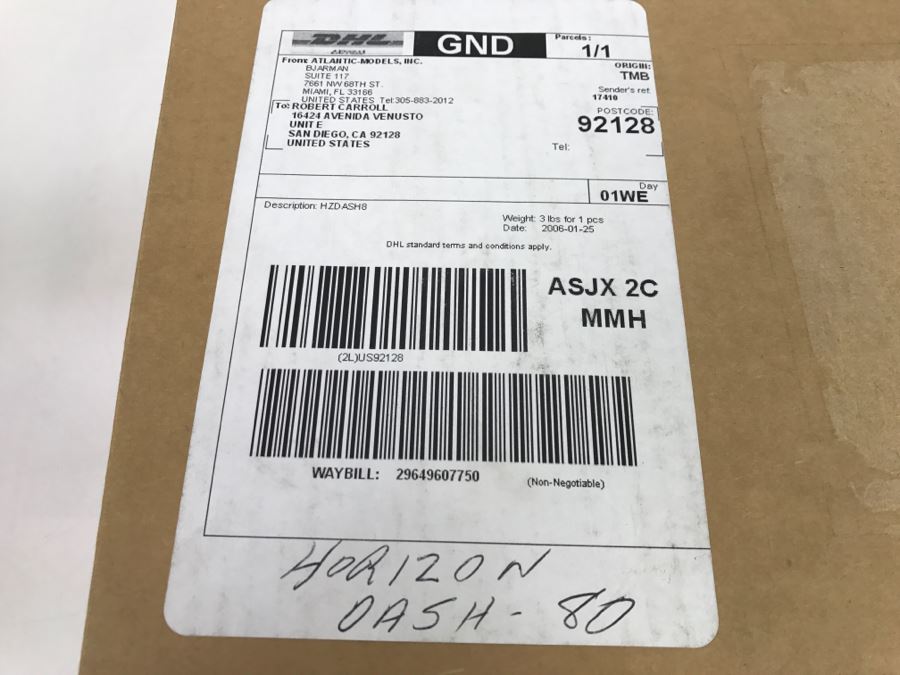 DHL
EXPRESS
GND
Parcels:
1/1
From: ATLANTIC-MODELS, INC.
BJARMAN
SUITE 117
7661 NW 68TH ST.
MIAMI, FL 33166
UNITED STATES Tel:305-883-2012
ORIGIN:
TMB
Sender's ref
17410
To: ROBERT CARROLL
16424 AVENIDA VENUSTO
UNIT E
SAN DIEGO, CA 92128
UNITED STATES
POSTCODE:
92128
Tel:
Day
01WE
Description: HZDASH8
Weight: 3 lbs for 1 pcs
Date: 2006-01-25
DHL standard terms and conditions apply.
ASJX 2C
MMH
(2L)US92128
WAYBILL: 29649607750
(Non-Negotiable)
HORIZON
DASH - 80